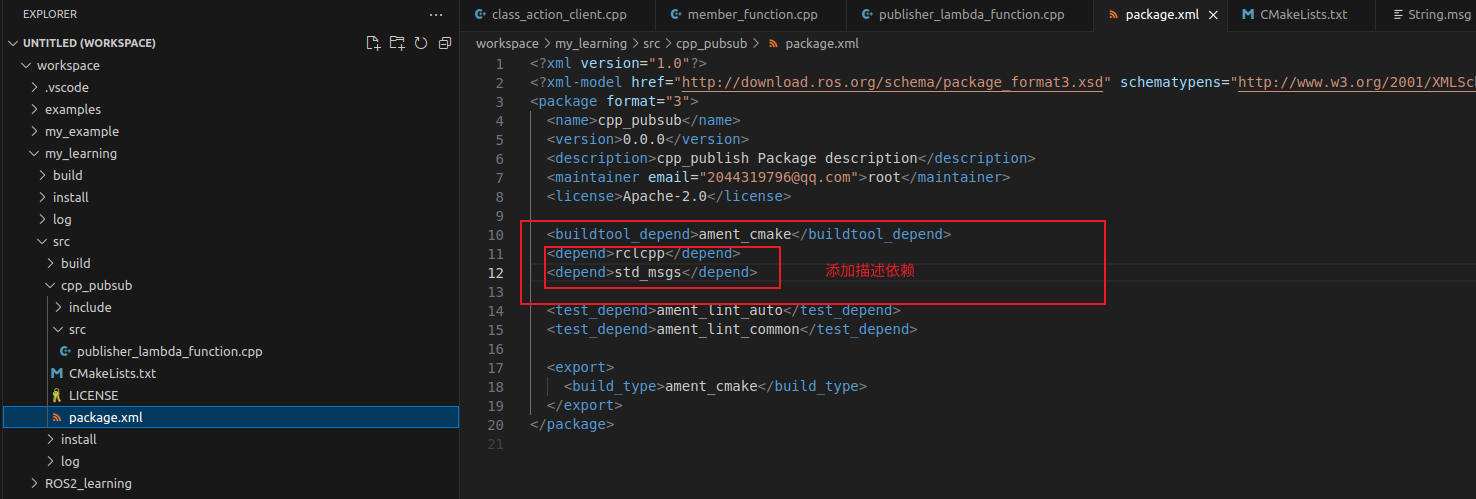 EXPLORER
UNTITLED (WORKSPACE)
workspace
.vscode
examples
my_example
my_learning
build
install
log
src
build
cpp_pubsub
include
src
publisher_lambda_function.cpp
CMakeLists.txt
LICENSE
package.xml
install
log
ROS2_learning
class_action_client.cpp member_function.cpp publisher_lambda_function.cpp package.xml CMakeLists.txt String.msg
workspace > my_learning > src > cpp_pubsub > package.xml
1 <?xml version="1.0"?>
2 <?xml-model href="http://download.ros.org/schema/package_format3.xsd" schematypens="http://www.w3.org/2001/XMLSc
3 <package format="3">
4 <name>cpp_pubsub</name>
5 <version>0.0.0</version>
6 <description>cpp_publish Package description</description>
7 <maintainer email="2044319796@qq.com">root</maintainer>
8 <license>Apache-2.0</license>
9
10 <buildtool_depend>ament_cmake</buildtool_depend>
11 <depend>rclcpp</depend>
12 <depend>std_msgs</depend> 添加描述依赖
13
14 <test_depend>ament_lint_auto</test_depend>
15 <test_depend>ament_lint_common</test_depend>
16
17 <export>
18 <build_type>ament_cmake</build_type>
19 </export>
20 </package>
21